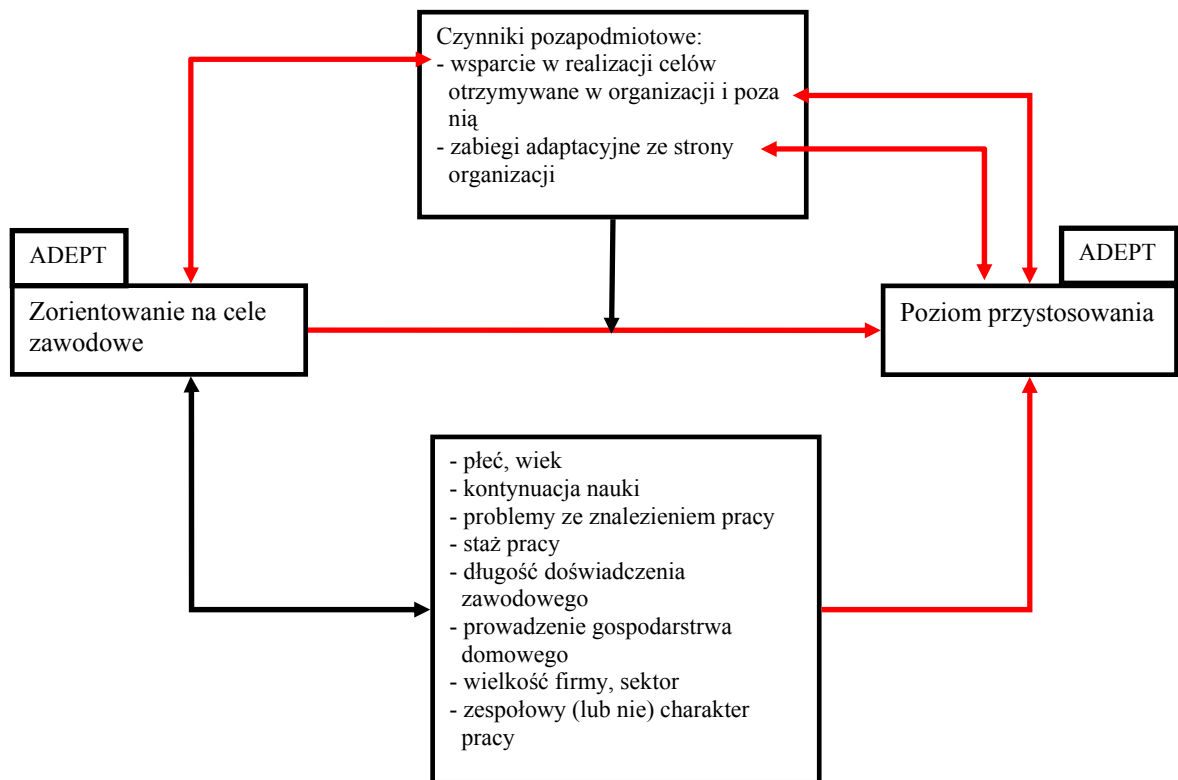 Czynniki pozapodmiotowe:
- wsparcie w realizacji celów
otrzymywane w organizacji i poza
nią
- zabiegi adaptacyjne ze strony
organizacji
ADEPT
Zorientowanie na cele
zawodowe
ADEPT
Poziom przystosowania
- płeć, wiek
- kontynuacja nauki
- problemy ze znalezieniem pracy
- staż pracy
- długość doświadczenia
zawodowego
- prowadzenie gospodarstwa
domowego
- wielkość firmy, sektor
- zespołowy (lub nie) charakter
pracy